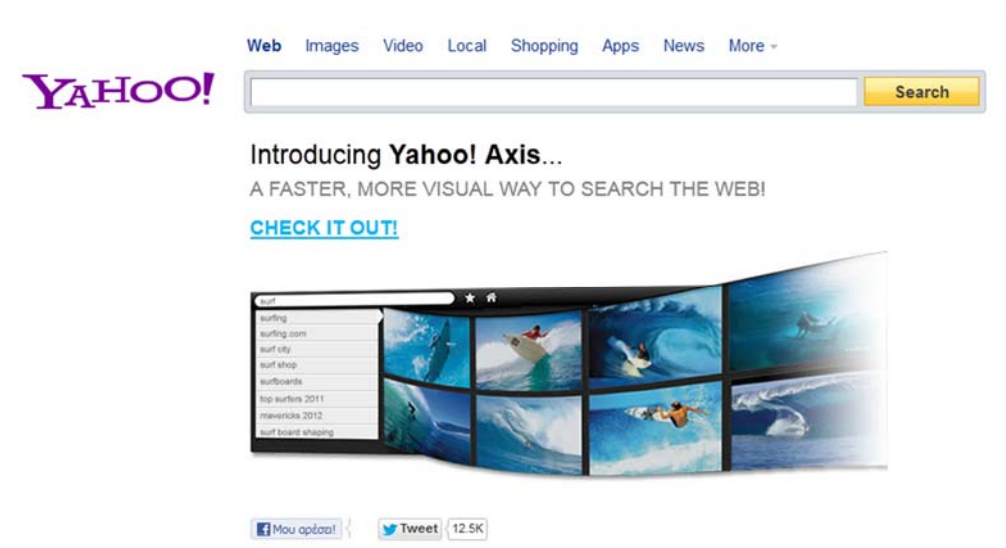 Web Images Video Local Shopping Apps News More
YAHOO!
Search
Introducing Yahoo! Axis...
A FASTER, MORE VISUAL WAY TO SEARCH THE WEB!
CHECK IT OUT!
surf
surfing
surfing.com
surf city
surf shop
surfboards
top surfers 2011
mavericks 2012
surf board shaping
Μου αρέσει! Tweet 12.5K